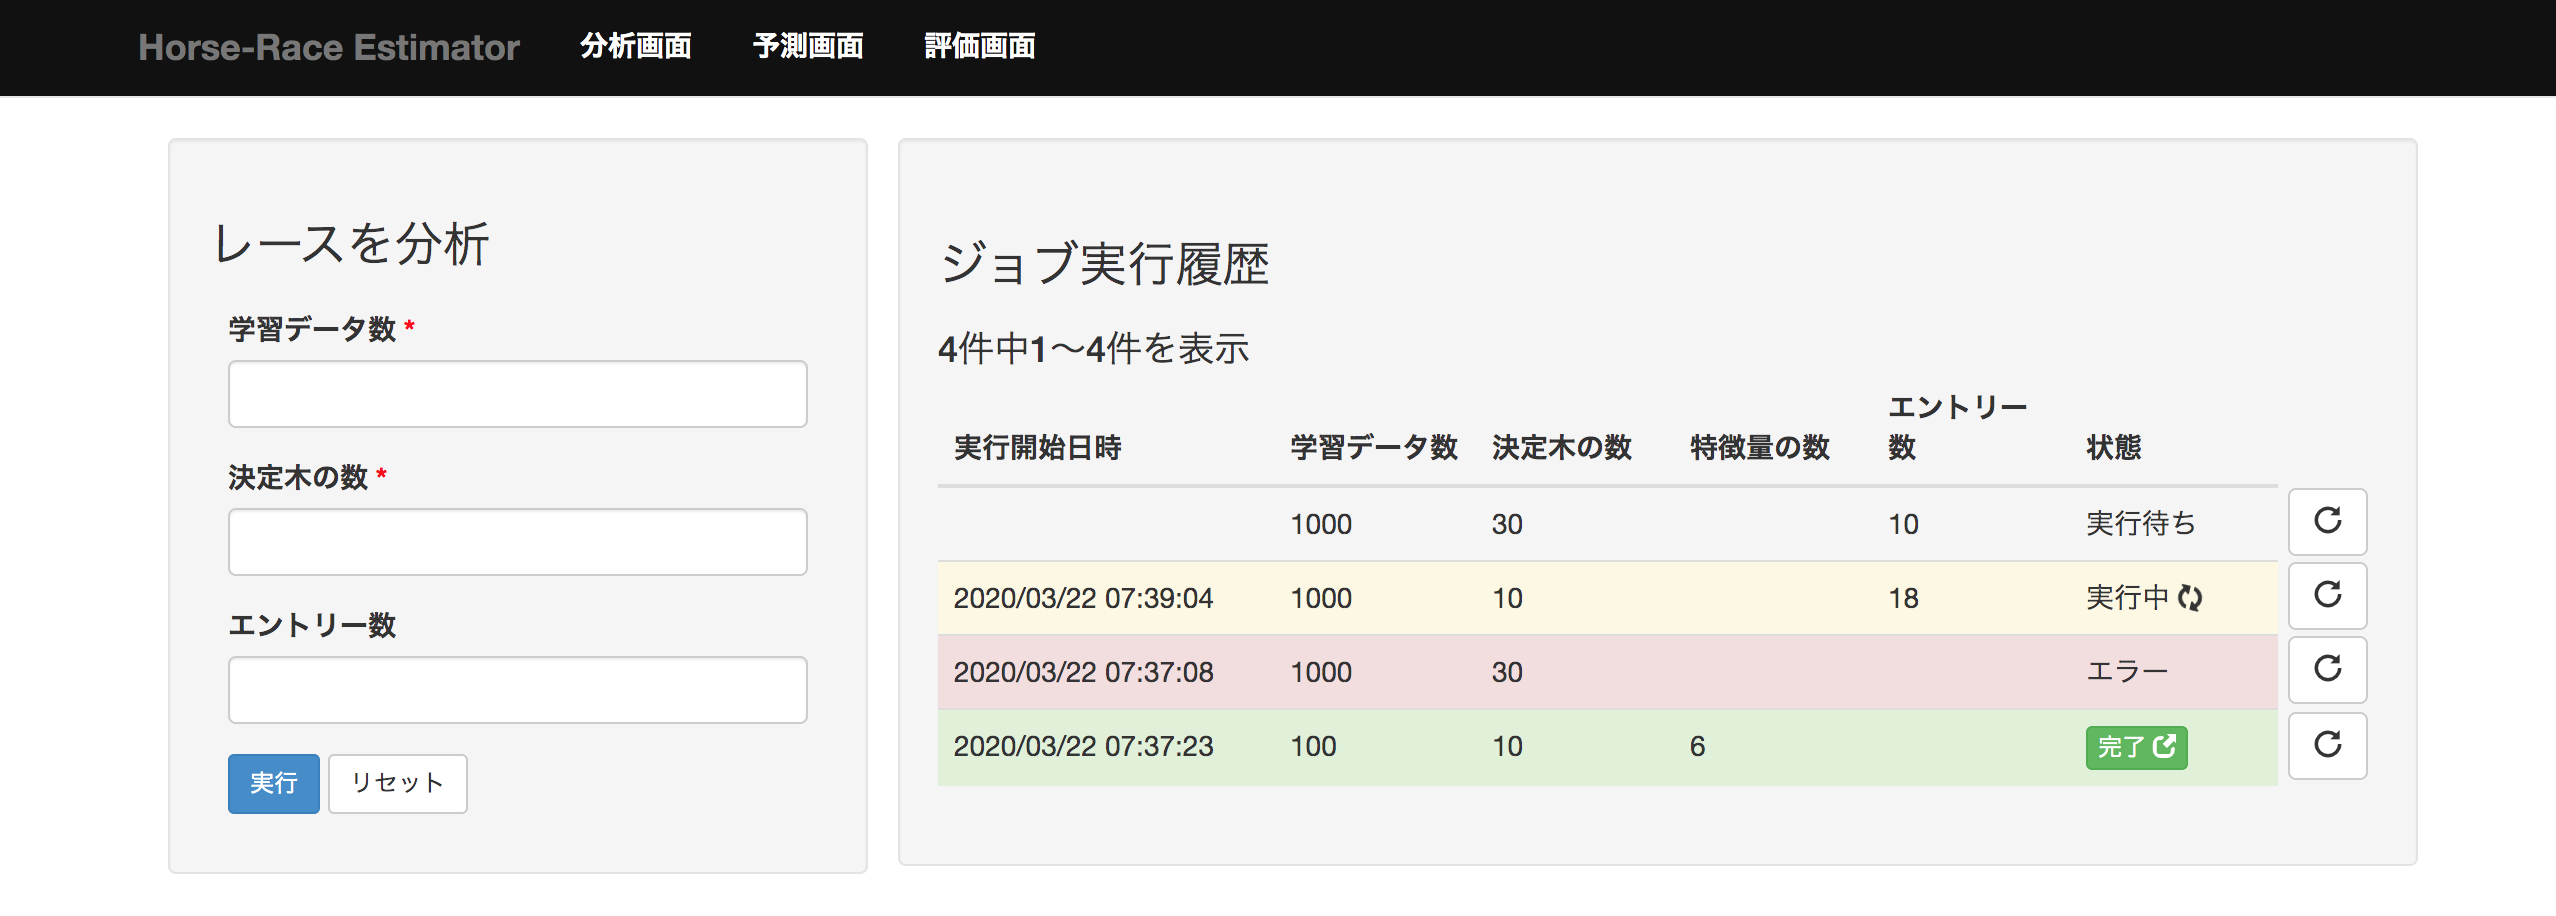 Horse-Race Estimator 分析画面 予測画面 評価画面
レースを分析
学習データ数 *
決定木の数 *
エントリー数
実行 リセット
ジョブ実行履歴
4件中1〜4件を表示
実行開始日時 学習データ数 決定木の数 特徴量の数 エントリー数 状態
1000 30 10 実行待ち
2020/03/22 07:39:04 1000 10 18 実行中
2020/03/22 07:37:08 1000 30 エラー
2020/03/22 07:37:23 100 10 6 完了